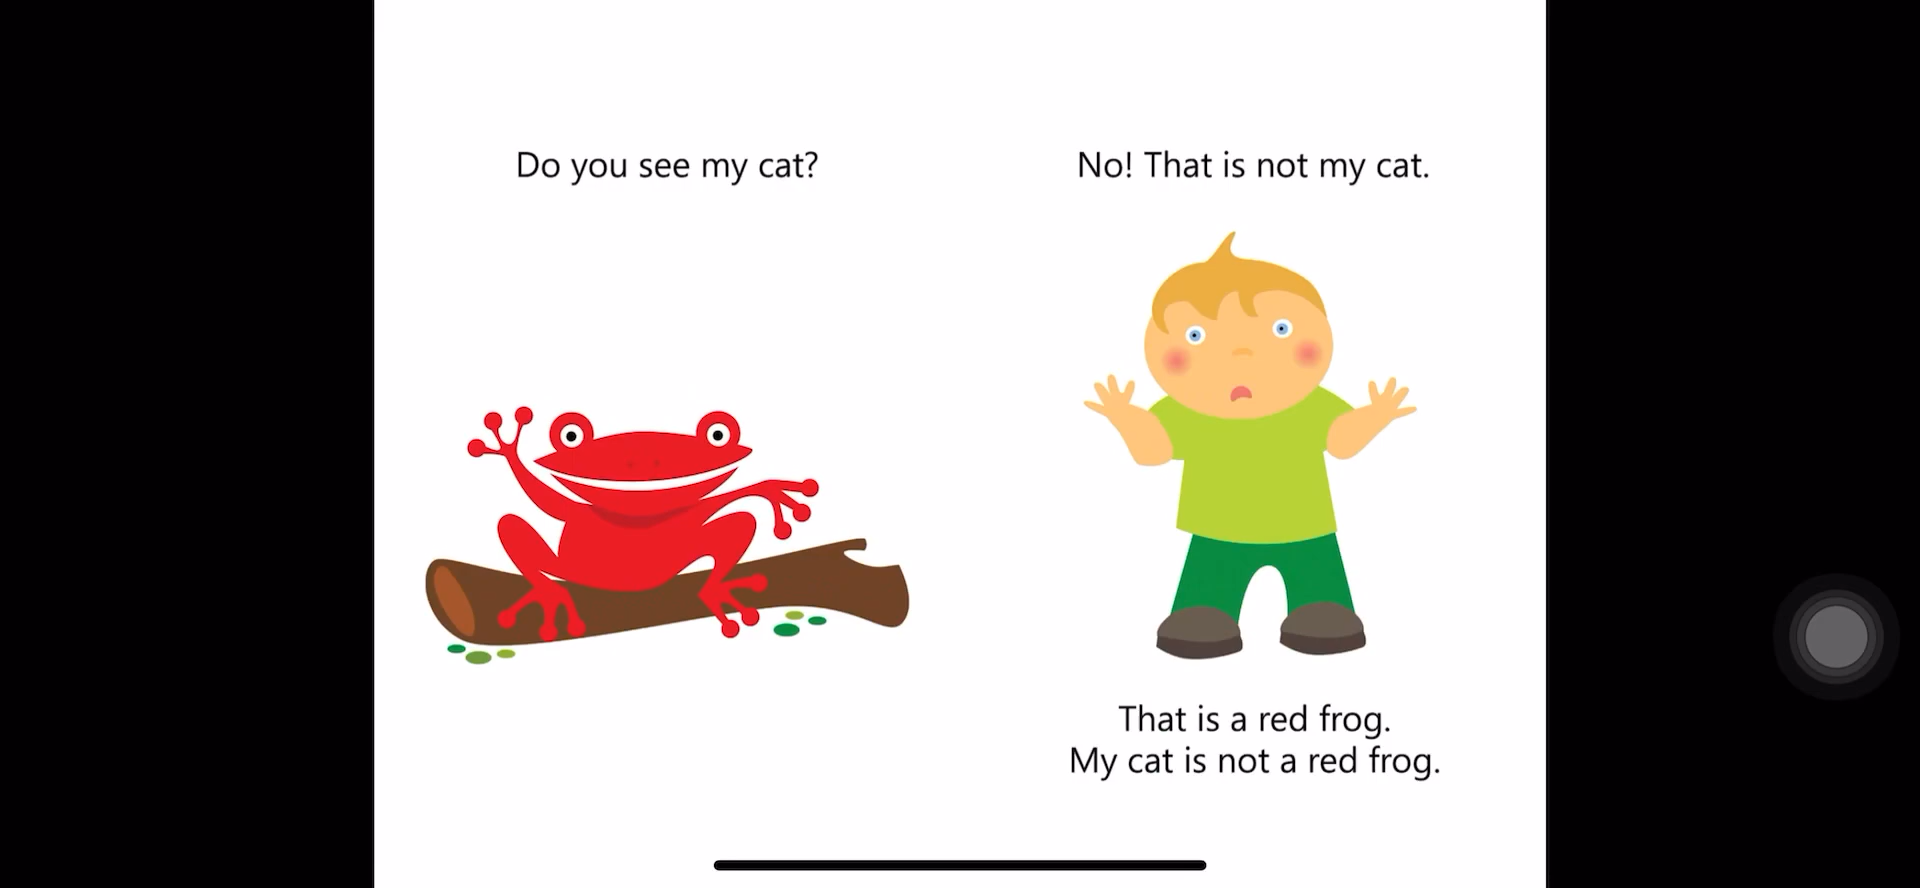 Do you see my cat?
No! That is not my cat.
That is a red frog.
My cat is not a red frog.